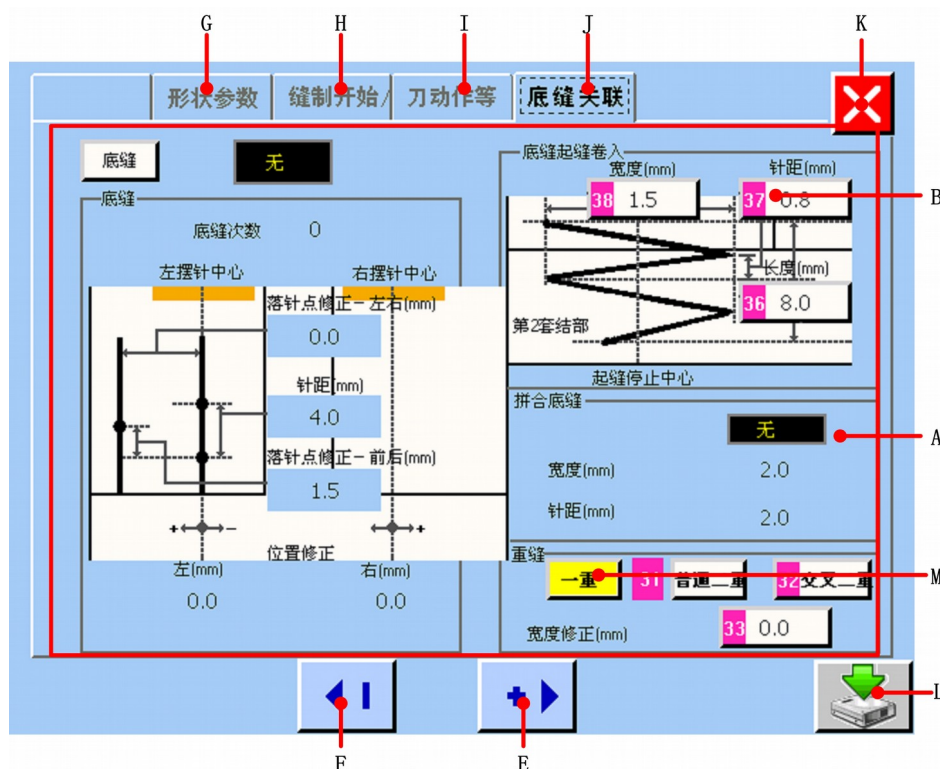 G H I J K
形状参数 缝制开始/ 刀动作等 底缝关联
底缝 无
底缝起缝卷入
宽度(mm) 针距(mm)
38 1.5 37 0.8
B
底缝
底缝次数 0
左摆针中心 右摆针中心
长度(mm)
36 8.0
落针点修正-左右(mm)
0.0
第2套结部
起缝停止中心
针距(mm)
4.0
拼合底缝
无
A
落针点修正-前后(mm)
1.5
宽度(mm) 2.0
针距(mm) 2.0
+ - +
位置修正
左(mm) 右(mm)
0.0 0.0
重缝
一重 31 普通二重 32 交叉二重
M
宽度修正(mm) 33 0.0
L
F E